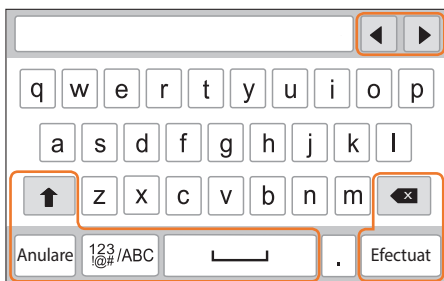 q w e r t y u i o p
a s d f g h j k l
z x c v b n m
Anulare 123 !@# /ABC . Efectuat